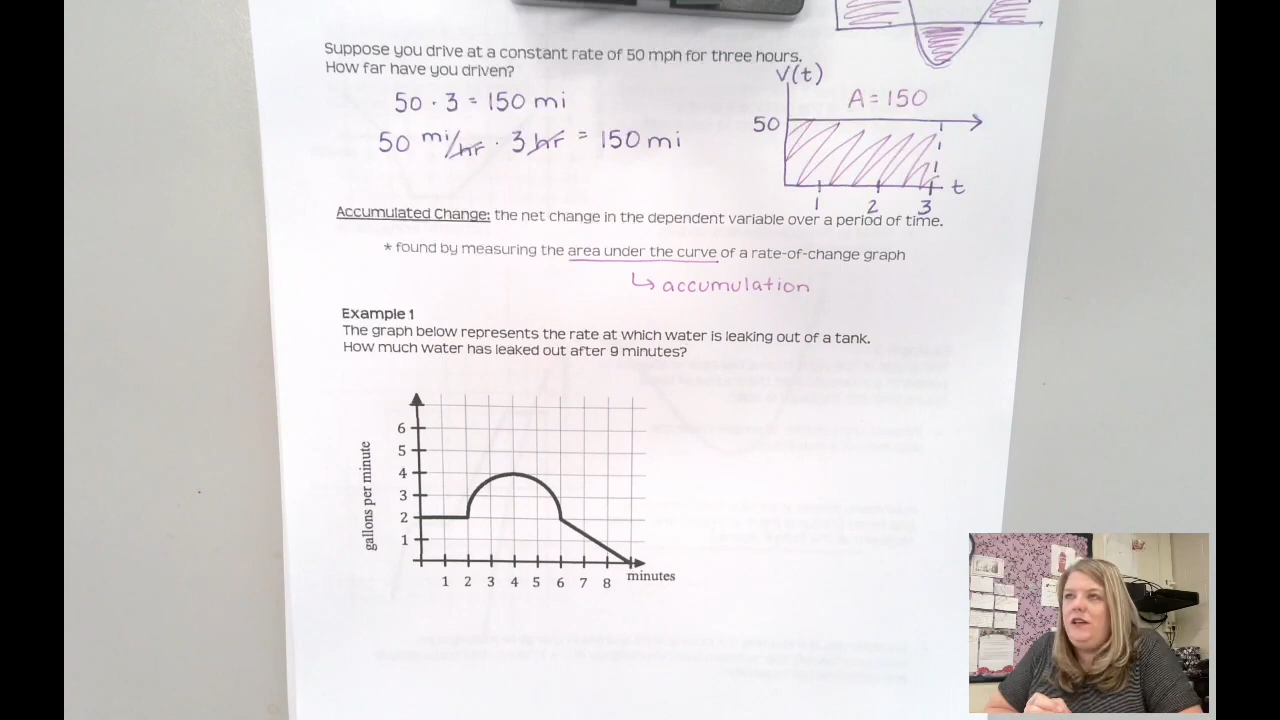 Suppose you drive at a constant rate of 50 mph for three hours.
How far have you driven?
50 · 3 = 150 mi
50 mi/hr · 3 hr = 150 mi
V(t)
A = 150
50
t
1 2 3
Accumulated Change: the net change in the dependent variable over a period of time.
* found by measuring the area under the curve of a rate-of-change graph
↳ accumulation
Example 1
The graph below represents the rate at which water is leaking out of a tank.
How much water has leaked out after 9 minutes?
gallons per minute
6
5
4
3
2
1
1 2 3 4 5 6 7 8
minutes